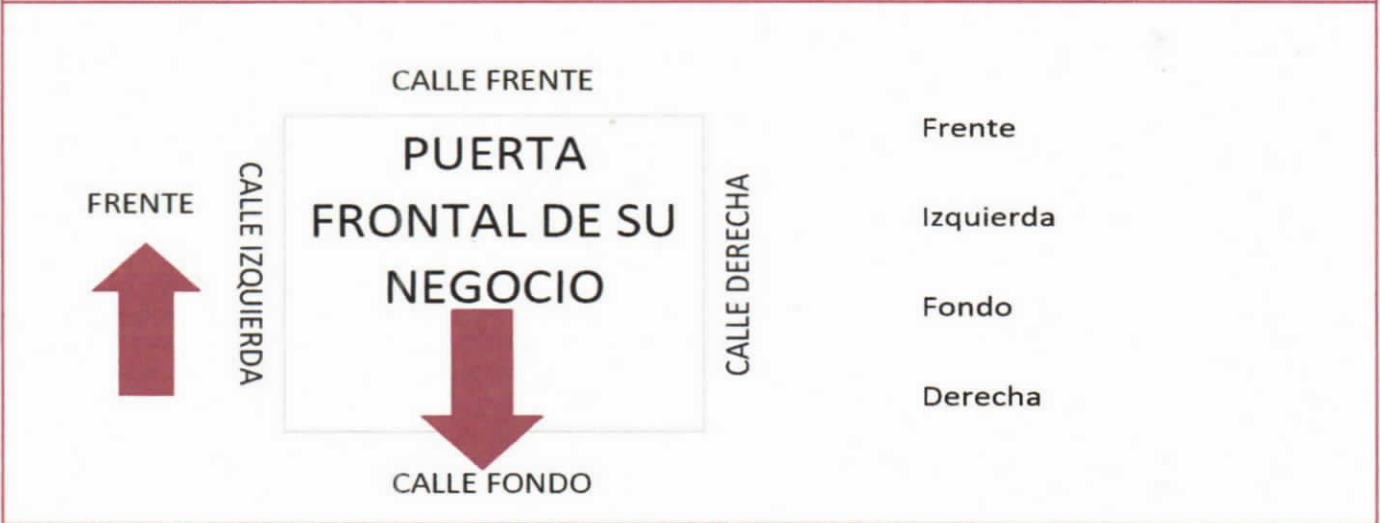 CALLE FRENTE
PUERTA
FRONTAL DE SU
NEGOCIO
FRENTE
CALLE IZQUIERDA
CALLE DERECHA
CALLE FONDO
Frente
Izquierda
Fondo
Derecha